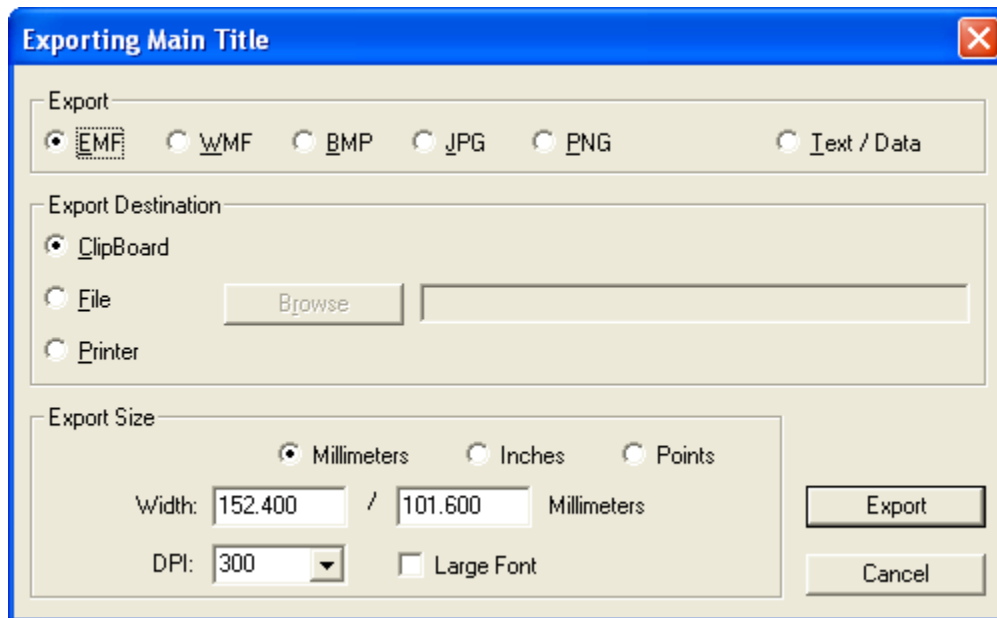 Exporting Main Title
Export
EMF WMF BMP JPG PNG Text / Data
Export Destination
ClipBoard
File Browse
Printer
Export Size
Millimeters Inches Points
Width: 152.400 / 101.600 Millimeters
Export
DPI: 300 Large Font
Cancel